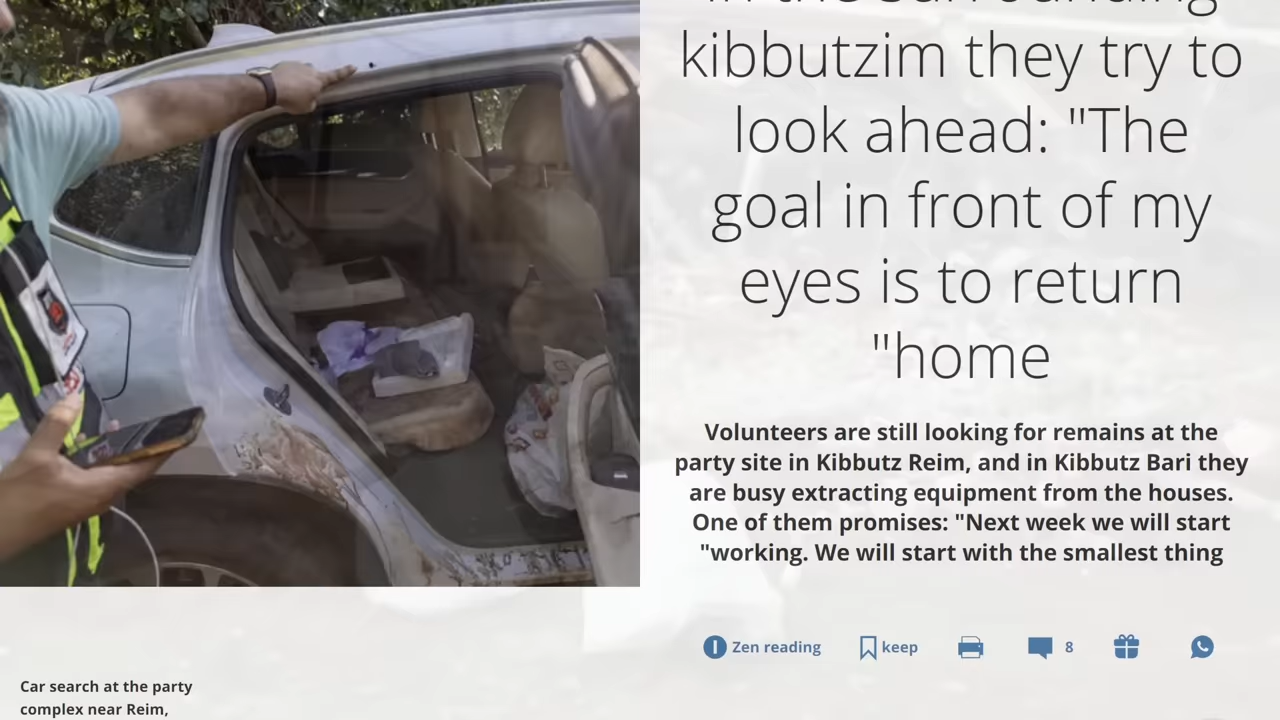 in the surrounding
kibbutzim they try to
look ahead: "The
goal in front of my
eyes is to return
"home
Volunteers are still looking for remains at the
party site in Kibbutz Reim, and in Kibbutz Bari they
are busy extracting equipment from the houses.
One of them promises: "Next week we will start
"working. We will start with the smallest thing
Zen reading
keep
8
Car search at the party
complex near Reim,